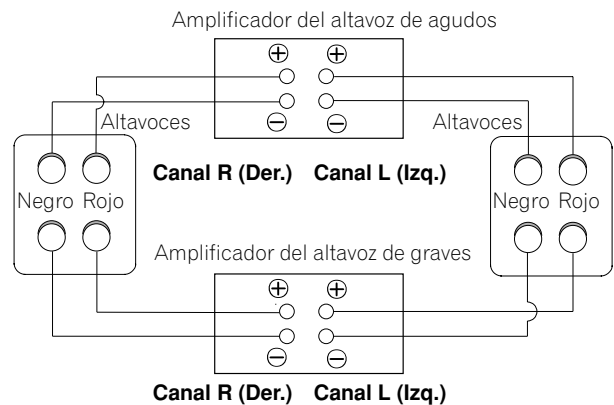 Amplificador del altavoz de agudos
⊕ ⊕
Altavoces
Altavoces
⊖ ⊖
Canal R (Der.) Canal L (Izq.)
Negro Rojo
Negro Rojo
Amplificador del altavoz de graves
⊕ ⊕
⊖ ⊖
Canal R (Der.) Canal L (Izq.)